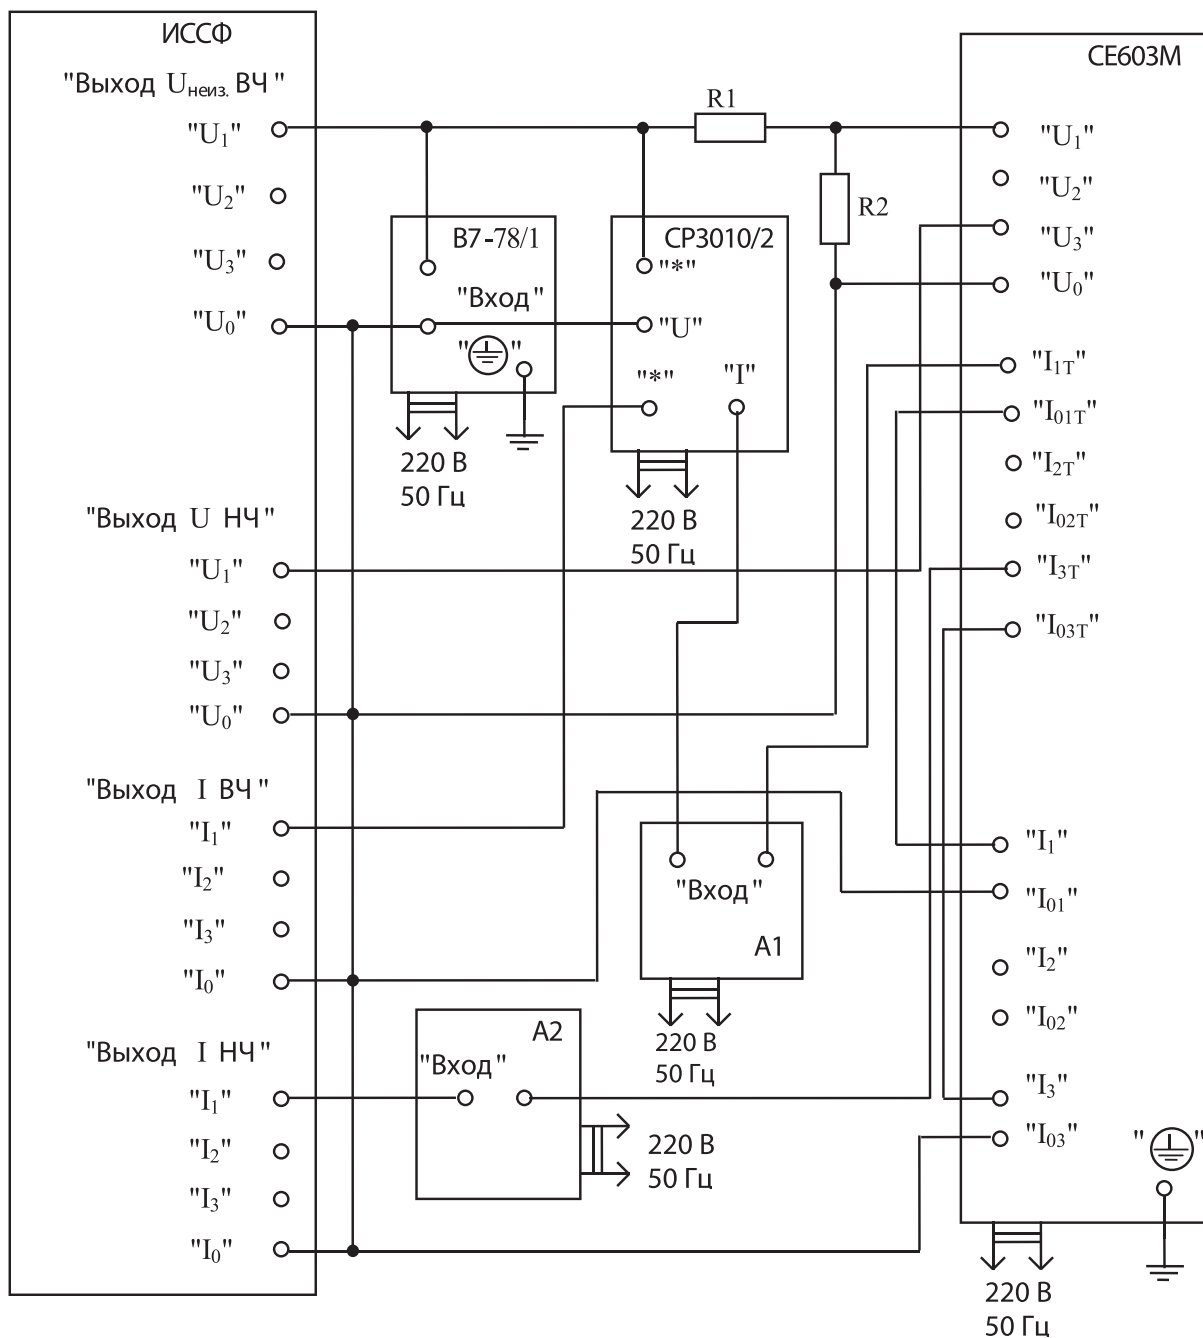 ИССФ
"Выход Uнеиз. ВЧ "
"U1"
"U2"
"U3"
"U0"
"Выход U НЧ "
"U1"
"U2"
"U3"
"U0"
"Выход I ВЧ "
"I1"
"I2"
"I3"
"I0"
"Выход I НЧ "
"I1"
"I2"
"I3"
"I0"
R1
R2
В7-78/1
"Вход"
" "
220 В
50 Гц
СР3010/2
"*"
"U"
"*" "I"
220 В
50 Гц
"Вход"
А1
220 В
50 Гц
А2
"Вход"
220 В
50 Гц
СЕ603М
"U1"
"U2"
"U3"
"U0"
"I1T"
"I01T"
"I2T"
"I02T"
"I3T"
"I03T"
"I1"
"I01"
"I2"
"I02"
"I3"
"I03"
" "
220 В
50 Гц